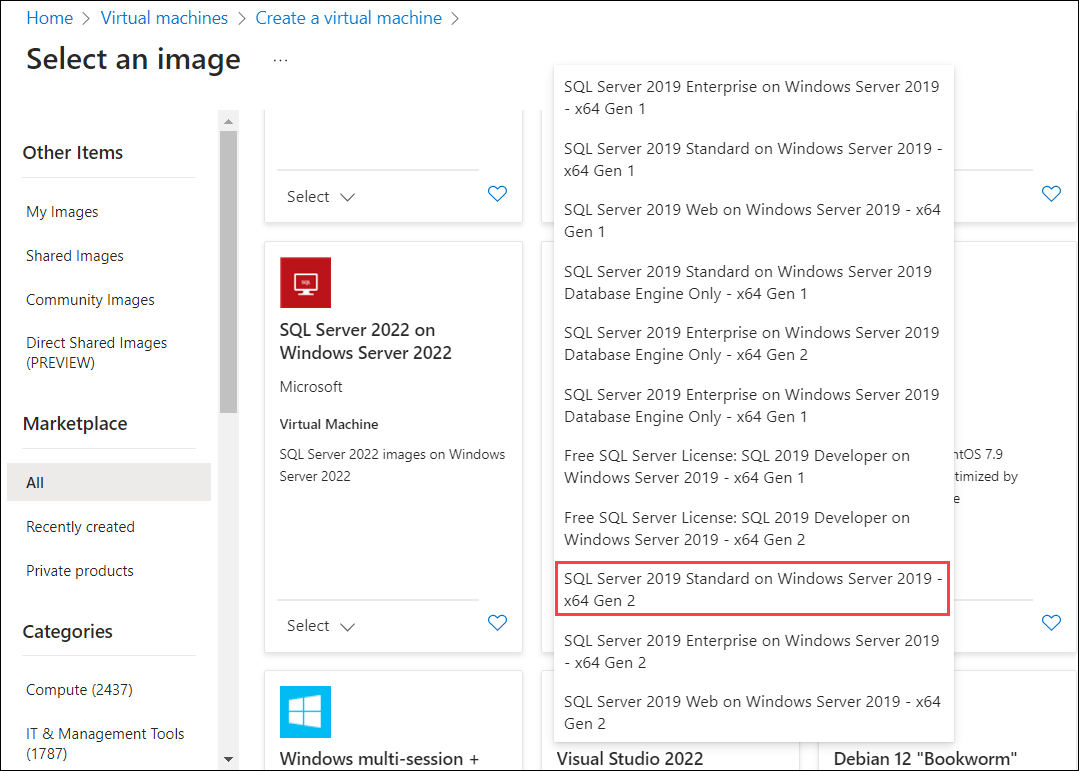 Home > Virtual machines > Create a virtual machine >
Select an image ...
Other Items
My Images
Shared Images
Community Images
Direct Shared Images
(PREVIEW)
Marketplace
All
Recently created
Private products
Categories
Compute (2437)
IT & Management Tools
(1787)
Select
SQL
SQL Server 2022 on
Windows Server 2022
Microsoft
Virtual Machine
SQL Server 2022 images on Windows
Server 2022
Select
Windows multi-session +
SQL Server 2019 Enterprise on Windows Server 2019
- x64 Gen 1
SQL Server 2019 Standard on Windows Server 2019 -
x64 Gen 1
SQL Server 2019 Web on Windows Server 2019 - x64
Gen 1
SQL Server 2019 Standard on Windows Server 2019
Database Engine Only - x64 Gen 1
SQL Server 2019 Enterprise on Windows Server 2019
Database Engine Only - x64 Gen 2
SQL Server 2019 Enterprise on Windows Server 2019
Database Engine Only - x64 Gen 1
Free SQL Server License: SQL 2019 Developer on
Windows Server 2019 - x64 Gen 1
Free SQL Server License: SQL 2019 Developer on
Windows Server 2019 - x64 Gen 2
SQL Server 2019 Standard on Windows Server 2019 -
x64 Gen 2
SQL Server 2019 Enterprise on Windows Server 2019
- x64 Gen 2
SQL Server 2019 Web on Windows Server 2019 - x64
Gen 2
Visual Studio 2022
ntOS 7.9
timized by
e
Debian 12 "Bookworm"